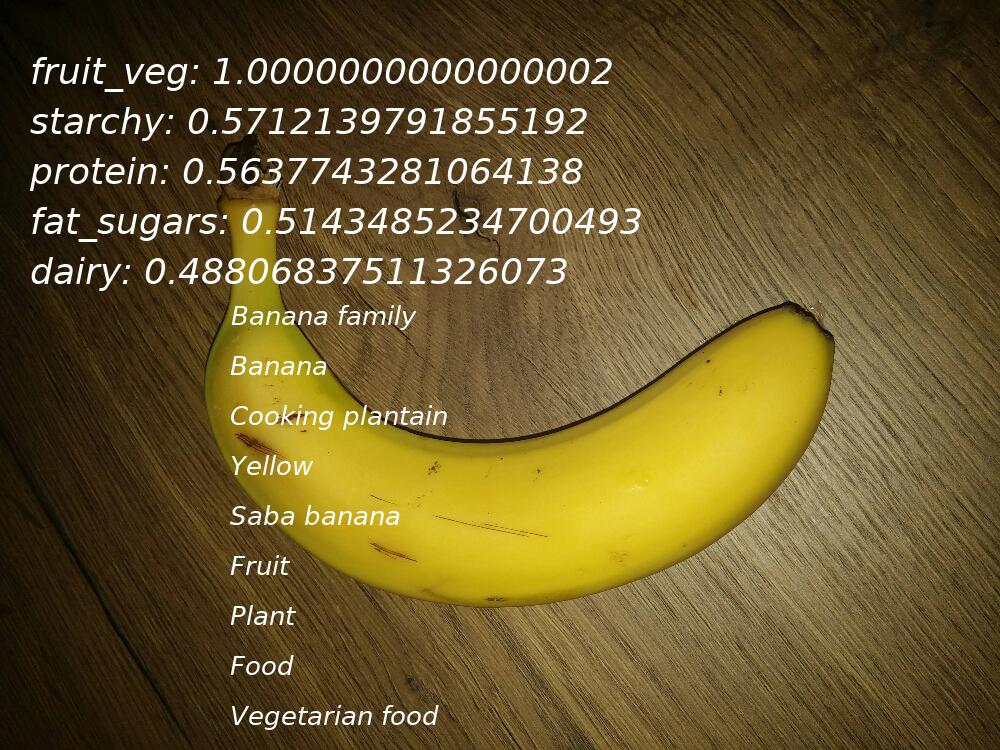 fruit_veg: 1.0000000000000002
starchy: 0.5712139791855192
protein: 0.5637743281064138
fat_sugars: 0.5143485234700493
dairy: 0.48806837511326073
Banana family
Banana
Cooking plantain
Yellow
Saba banana
Fruit
Plant
Food
Vegetarian food